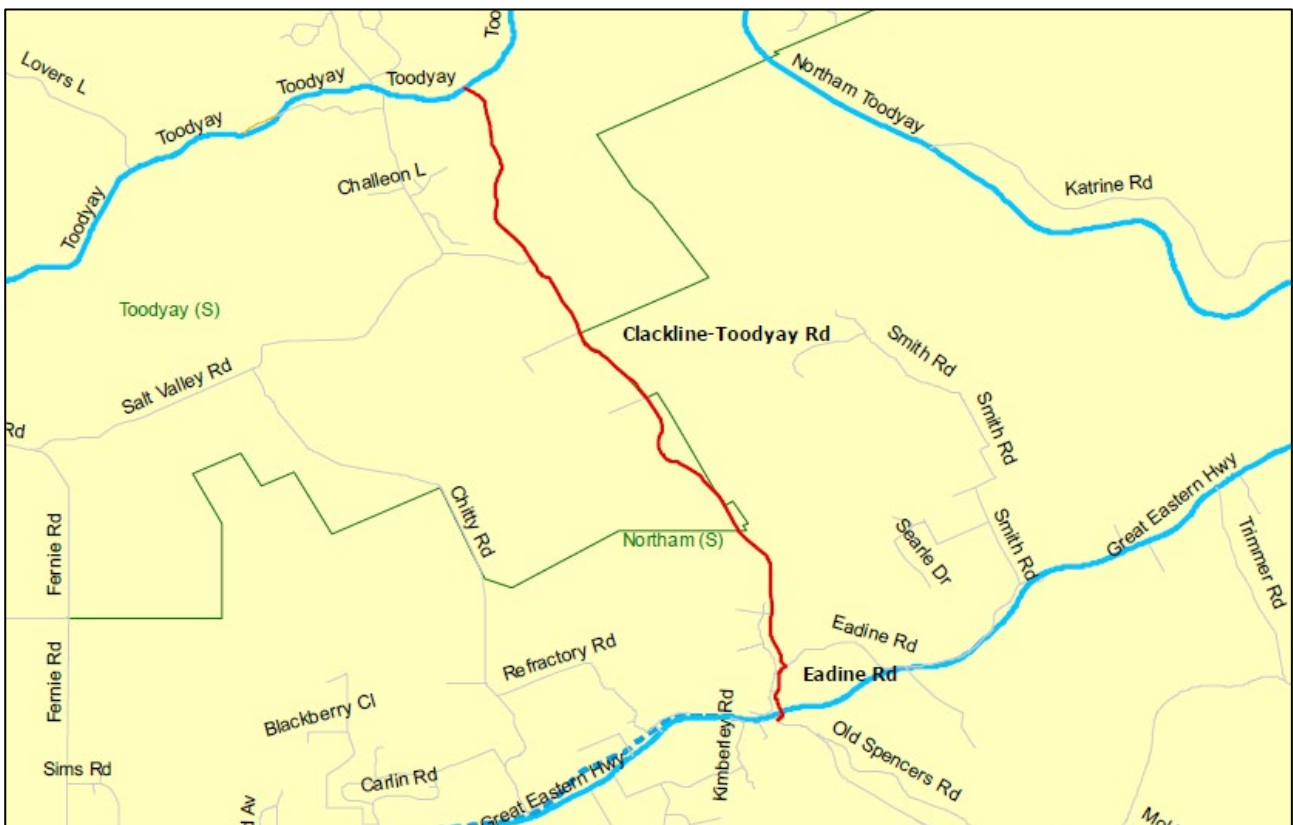 Too
Lovers L
Toodyay
Toodyay
Toodyay
Toodyay
Northam Toodyay
Challeon L
Katrine Rd
Toodyay (S)
Clackline-Toodyay Rd
Smith Rd
Salt Valley Rd
Smith Rd
Rd
Great Eastern Hwy
Chitty Rd
Smith Rd
Fernie Rd
Northam (S)
Searle Dr
Trimmer Rd
Eadine Rd
Refractory Rd
Fernie Rd
Eadine Rd
Blackberry Cl
Kimberley Rd
Old Spencers Rd
Sims Rd
Carlin Rd
Great Eastern Hwy